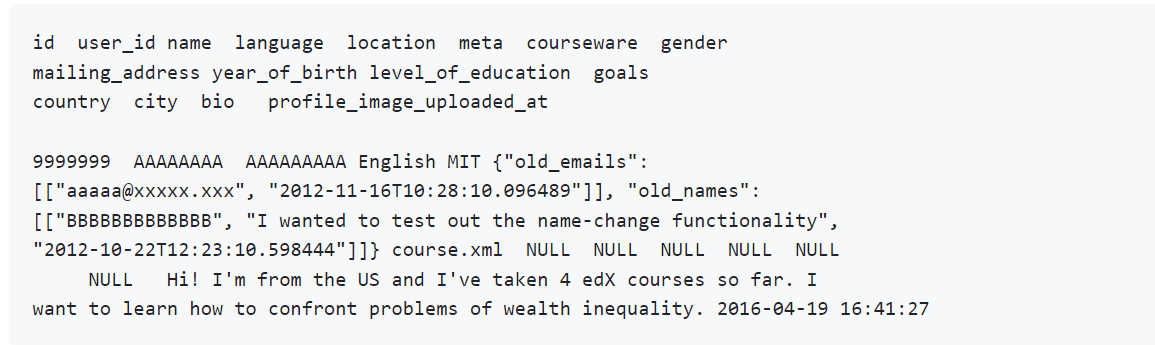 id  user_id name  language  location  meta  courseware  gender
mailing_address year_of_birth level_of_education  goals
country  city  bio   profile_image_uploaded_at
9999999  AAAAAAAA  AAAAAAAAA English MIT {"old_emails":
[["aaaaa@xxxxx.xxx", "2012-11-16T10:28:10.096489"]], "old_names":
[["BBBBBBBBBBBBB", "I wanted to test out the name-change functionality",
"2012-10-22T12:23:10.598444"]]} course.xml  NULL  NULL  NULL  NULL  NULL
NULL   Hi! I'm from the US and I've taken 4 edX courses so far. I
want to learn how to confront problems of wealth inequality. 2016-04-19 16:41:27